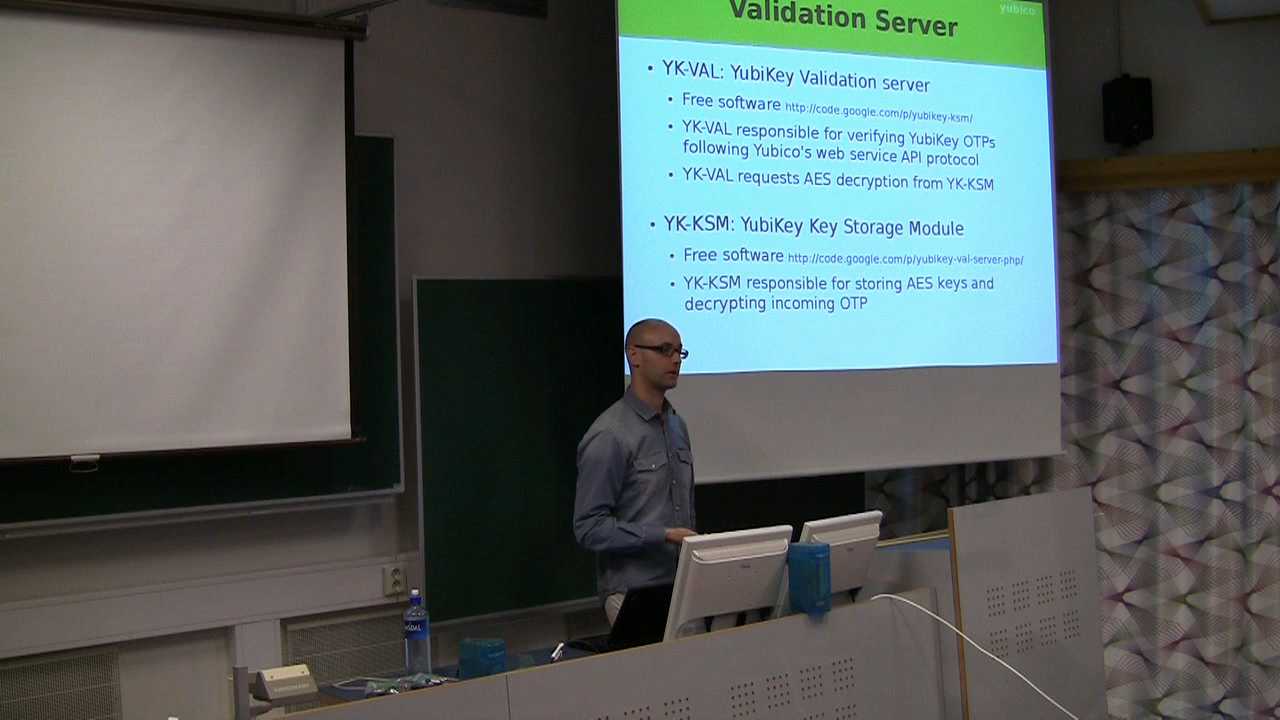 Validation Server
yubico
• YK-VAL: YubiKey Validation server
• Free software http://code.google.com/p/yubikey-ksm/
• YK-VAL responsible for verifying YubiKey OTPs
following Yubico's web service API protocol
• YK-VAL requests AES decryption from YK-KSM
• YK-KSM: YubiKey Key Storage Module
• Free software http://code.google.com/p/yubikey-val-server-php/
• YK-KSM responsible for storing AES keys and
decrypting incoming OTP